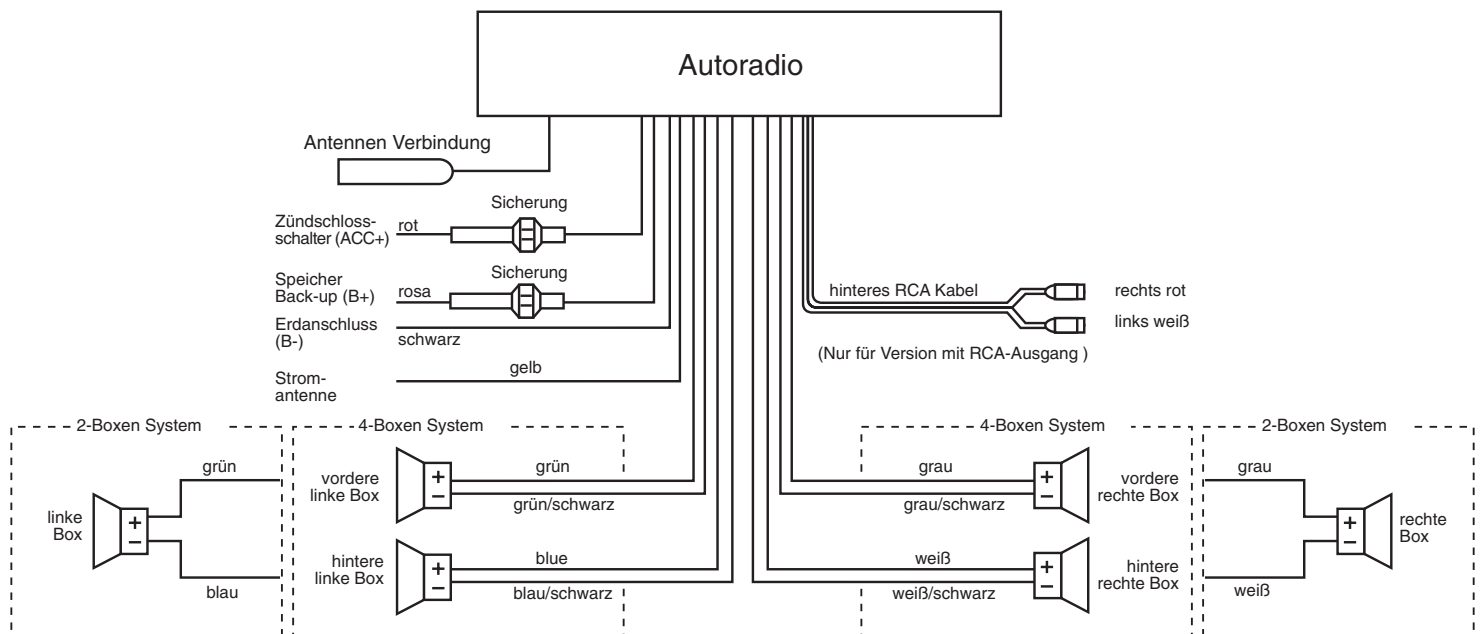 Autoradio
Antennen Verbindung
Sicherung
Zündschloss-
schalter (ACC+)
rot
Sicherung
Speicher
Back-up (B+)
rosa
Erdanschluss
(B-)
schwarz
Strom-
antenne
gelb
hinteres RCA Kabel
rechts rot
links weiß
(Nur für Version mit RCA-Ausgang )
2-Boxen System
grün
linke
Box
+
−
blau
4-Boxen System
vordere
linke Box
+
−
grün
grün/schwarz
hintere
linke Box
+
−
blue
blau/schwarz
4-Boxen System
grau
grau/schwarz
+
−
vordere
rechte Box
weiß
weiß/schwarz
+
−
hintere
rechte Box
2-Boxen System
grau
+
−
rechte
Box
weiß